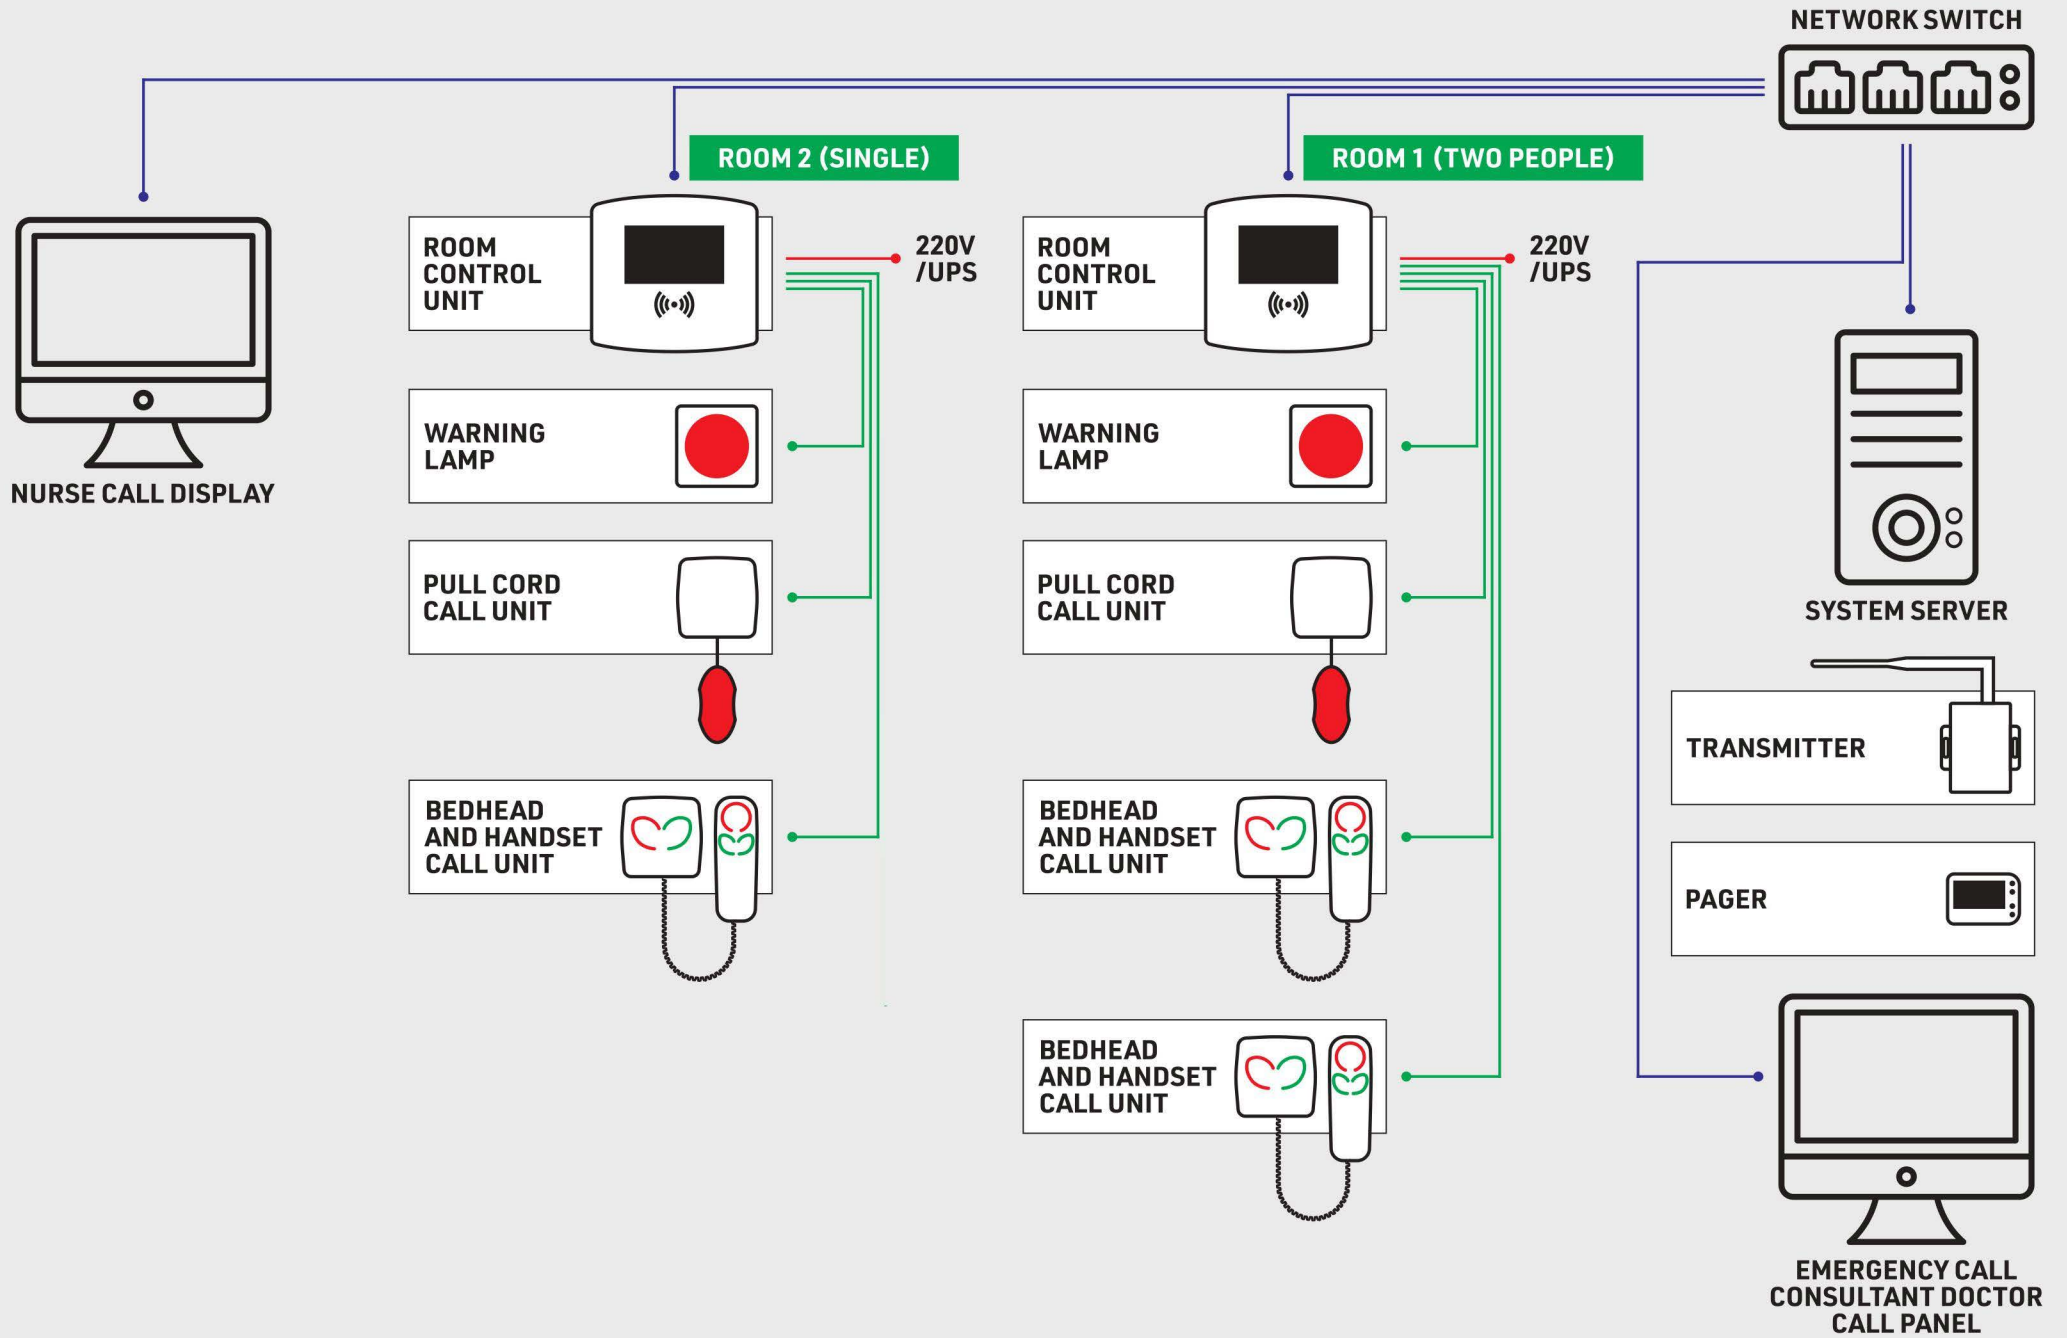 NETWORK SWITCH
ROOM 2 (SINGLE)
ROOM 1 (TWO PEOPLE)
NURSE CALL DISPLAY
ROOM
CONTROL
UNIT
220V
/UPS
WARNING
LAMP
PULL CORD
CALL UNIT
BEDHEAD
AND HANDSET
CALL UNIT
ROOM
CONTROL
UNIT
220V
/UPS
WARNING
LAMP
PULL CORD
CALL UNIT
BEDHEAD
AND HANDSET
CALL UNIT
BEDHEAD
AND HANDSET
CALL UNIT
SYSTEM SERVER
TRANSMITTER
PAGER
EMERGENCY CALL
CONSULTANT DOCTOR
CALL PANEL